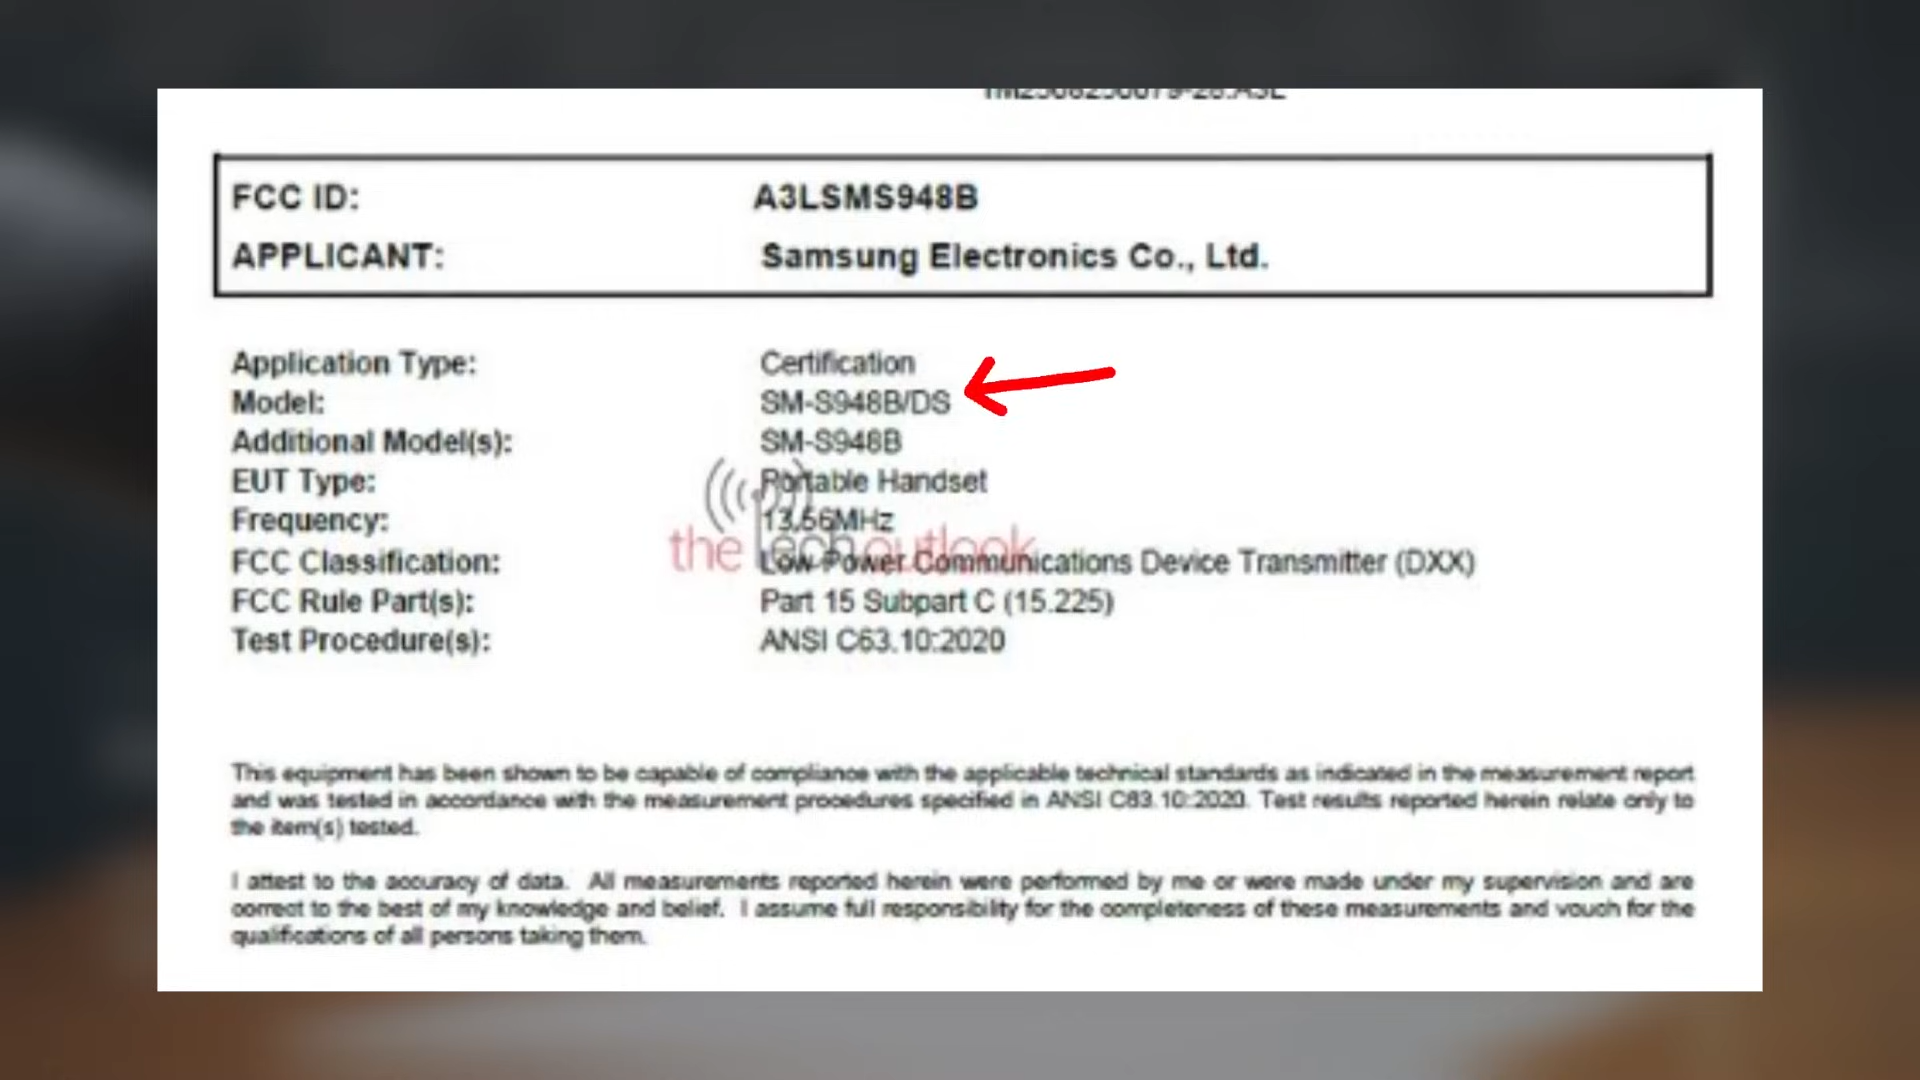 FCC ID: A3LSMS948B
APPLICANT: Samsung Electronics Co., Ltd.
Application Type: Certification
Model: SM-S948B/DS
Additional Model(s): SM-S948B
EUT Type: Portable Handset
Frequency: 13.56MHz
the tech outlook
FCC Classification: Low Power Communications Device Transmitter (DXX)
FCC Rule Part(s): Part 15 Subpart C (15.225)
Test Procedure(s): ANSI C63.10:2020
This equipment has been shown to be capable of compliance with the applicable technical standards as indicated in the measurement report
and was tested in accordance with the measurement procedures specified in ANSI C63.10:2020. Test results reported herein relate only to
the item(s) tested.
I attest to the accuracy of data. All measurements reported herein were performed by me or were made under my supervision and are
correct to the best of my knowledge and belief. I assume full responsibility for the completeness of these measurements and vouch for the
qualifications of all persons taking them.